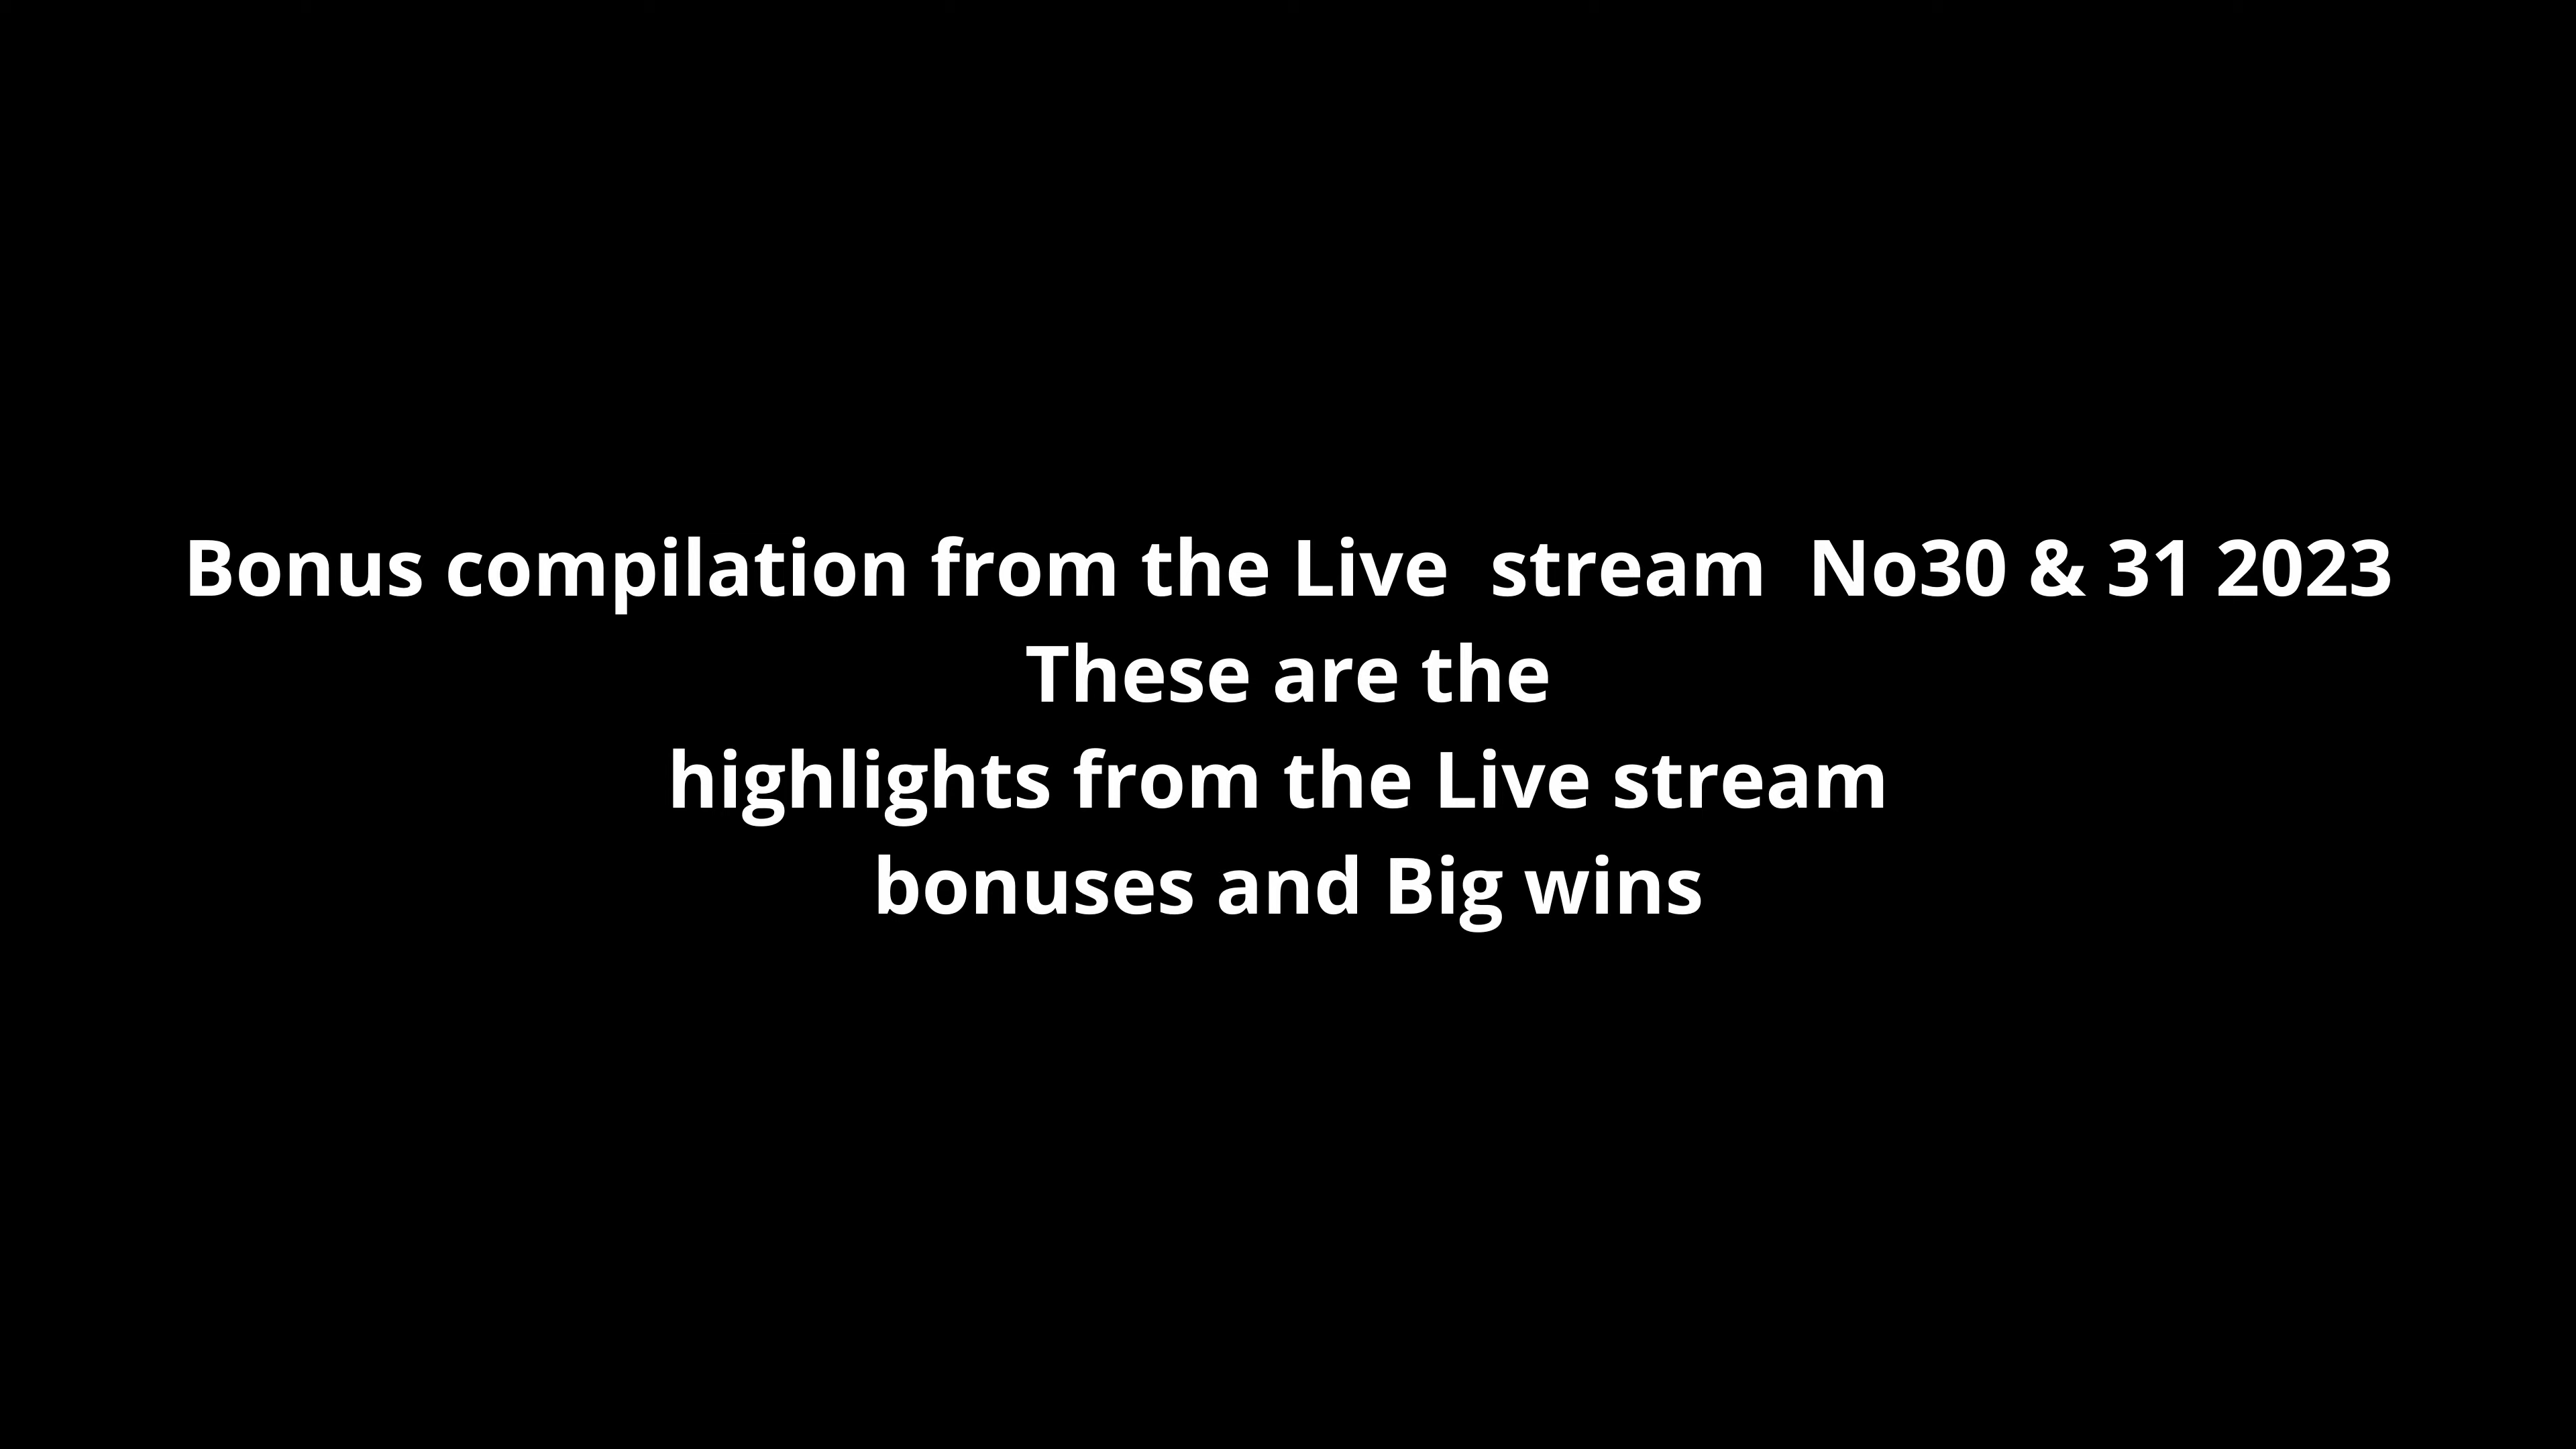 Bonus compilation from the Live  stream  No30 & 31 2023
These are the
highlights from the Live stream
bonuses and Big wins